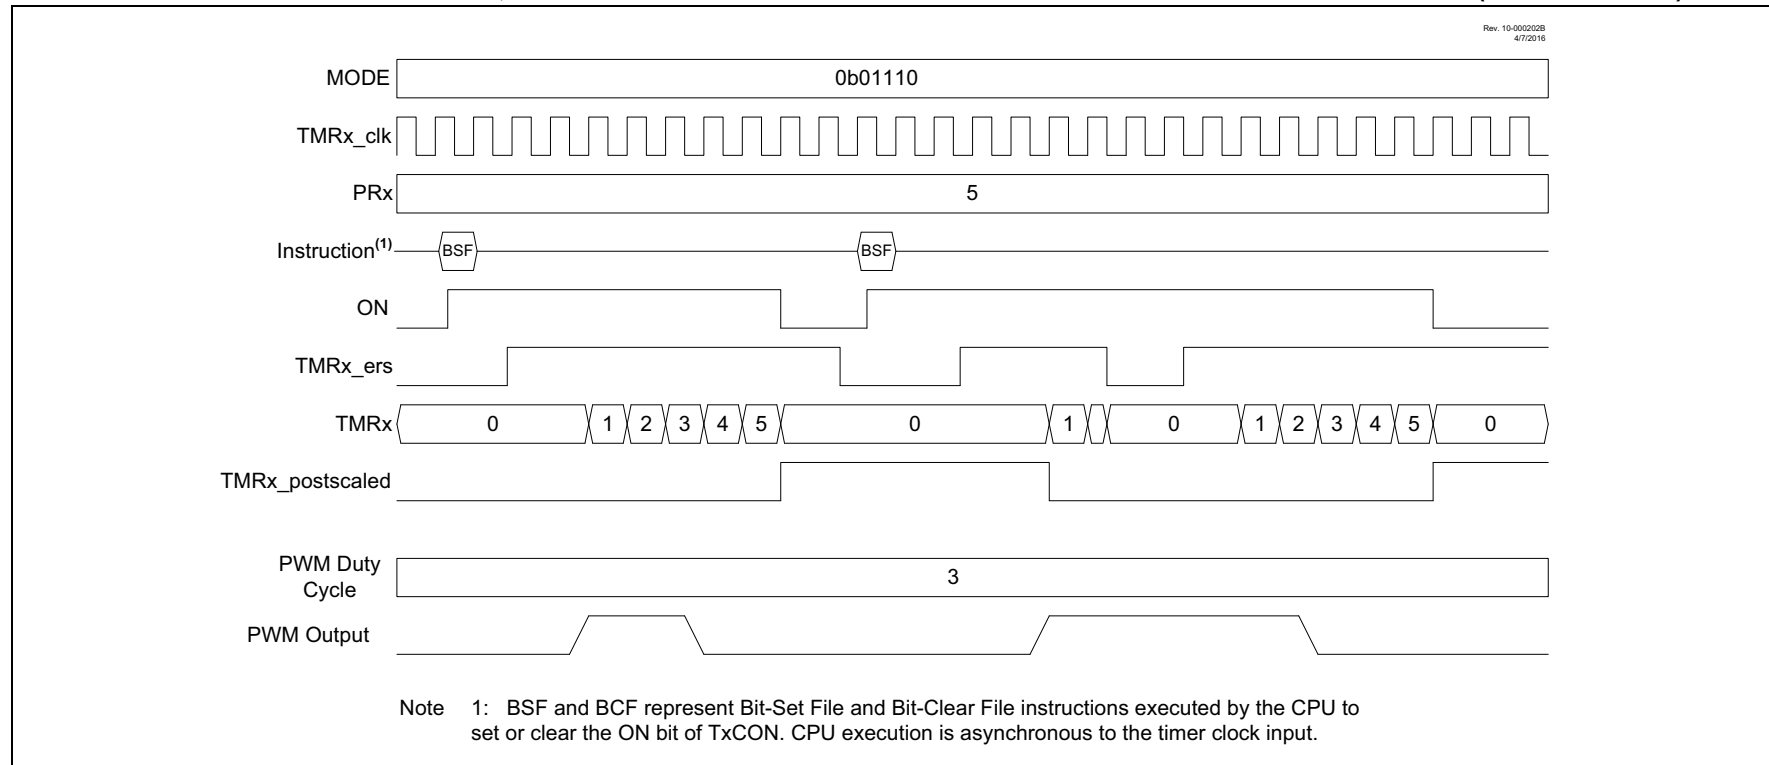 Rev. 10-000202B
4/7/2016
MODE 0b01110
TMRx_clk
PRx 5
Instruction(1) BSF BSF
ON
TMRx_ers
TMRx 0 1 2 3 4 5 0 1 0 1 2 3 4 5 0
TMRx_postscaled
PWM Duty
Cycle 3
PWM Output
Note 1: BSF and BCF represent Bit-Set File and Bit-Clear File instructions executed by the CPU to
set or clear the ON bit of TxCON. CPU execution is asynchronous to the timer clock input.